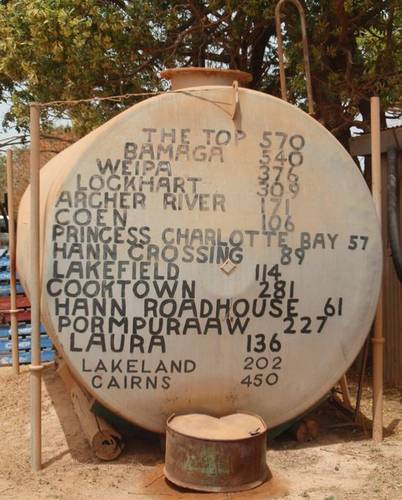 THE TOP 570
BAMAGA 540
WEIPA 376
LOCKHART 309
ARCHER RIVER 171
COEN 106
PRINCESS CHARLOTTE BAY 57
HANN CROSSING 89
LAKEFIELD 114
COOKTOWN 281
HANN ROADHOUSE 61
PORMPURAAW 227
LAURA 136
LAKELAND 202
CAIRNS 450